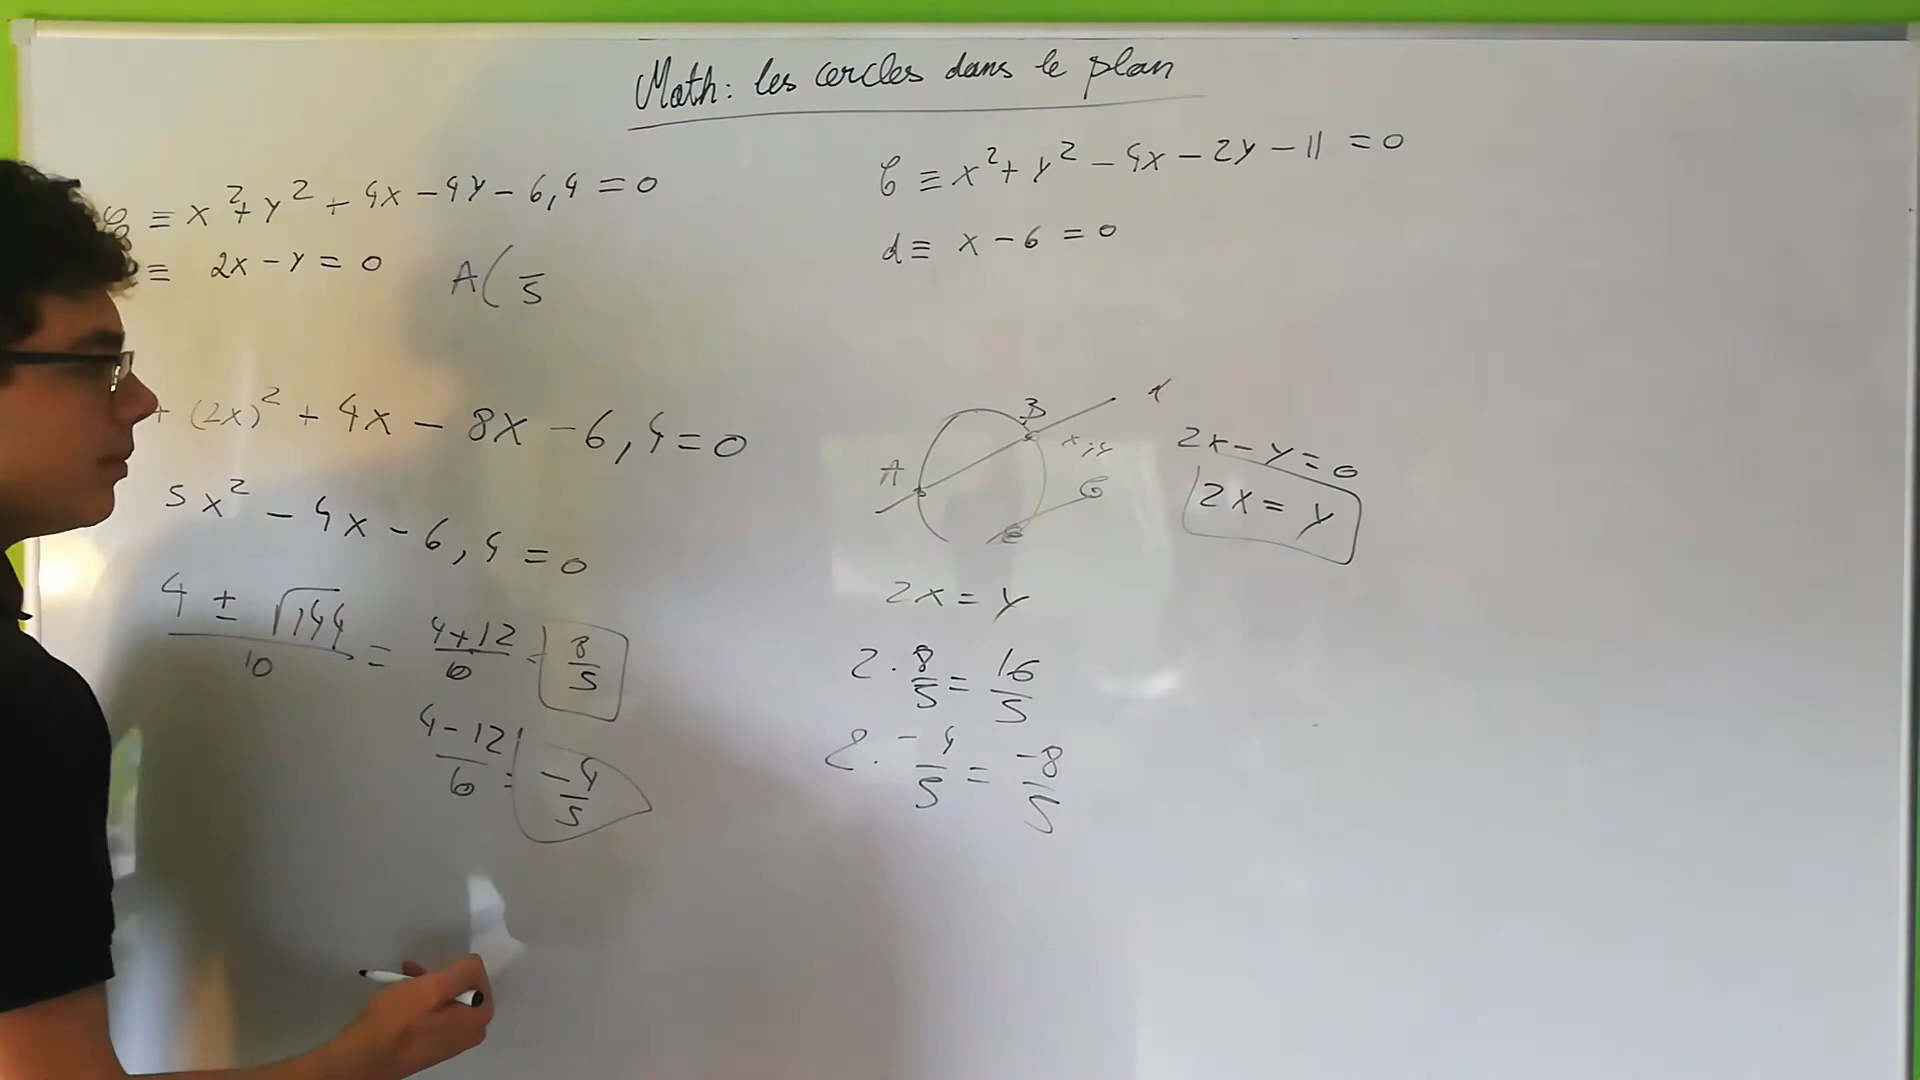 Math: les cercles dans le plan
≡ x² + y² + 4x - 4y - 6,4 = 0
≡ 2x - y = 0
A( _5
C ≡ x² + y² - 4x - 2y - 11 = 0
d ≡ x - 6 = 0
+ (2x)² + 4x - 8x - 6,4 = 0
5x² - 4x - 6,4 = 0
4 ± √144 / 10 = 4+12 / 10 = 8/5
4-12 / 10 = -4/5
A
B
x ; y
2x - y = 0
2x = y
2x = y
2 . 8/5 = 16/5
2 . -4/5 = -8/5